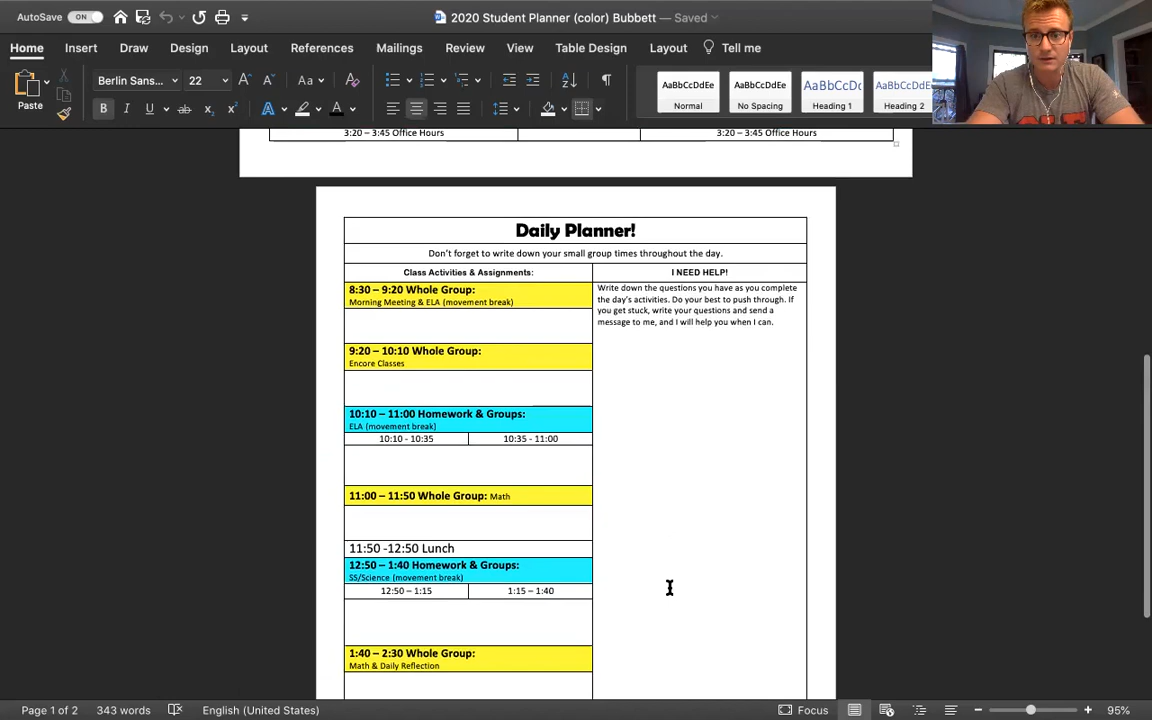 AutoSave ON 2020 Student Planner (color) Bubbett — Saved
Home Insert Draw Design Layout References Mailings Review View Table Design Layout Tell me
Paste Berlin Sans... 22 A A Aa A
B I U ab x₂ x² A A
AaBbCcDdEe AaBbCcDdEe AaBbCcDc AaBbCcDdEe
Normal No Spacing Heading 1 Heading 2
3:20 – 3:45 Office Hours 3:20 – 3:45 Office Hours
Daily Planner!
Don't forget to write down your small group times throughout the day.
Class Activities & Assignments: I NEED HELP!
8:30 – 9:20 Whole Group:
Morning Meeting & ELA (movement break)
Write down the questions you have as you complete
the day's activities. Do your best to push through. If
you get stuck, write your questions and send a
message to me, and I will help you when I can.
9:20 – 10:10 Whole Group:
Encore Classes
10:10 – 11:00 Homework & Groups:
ELA (movement break)
10:10 - 10:35 10:35 - 11:00
11:00 – 11:50 Whole Group: Math
11:50 -12:50 Lunch
12:50 – 1:40 Homework & Groups:
SS/Science (movement break)
12:50 – 1:15 1:15 – 1:40
1:40 – 2:30 Whole Group:
Math & Daily Reflection
Page 1 of 2 343 words English (United States) Focus 95%